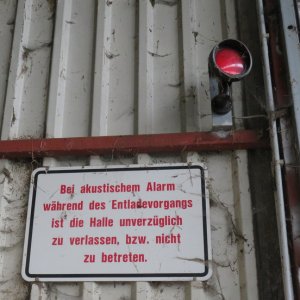 Bei akustischem Alarm
während des Entladevorgangs
ist die Halle unverzüglich
zu verlassen, bzw. nicht
zu betreten.